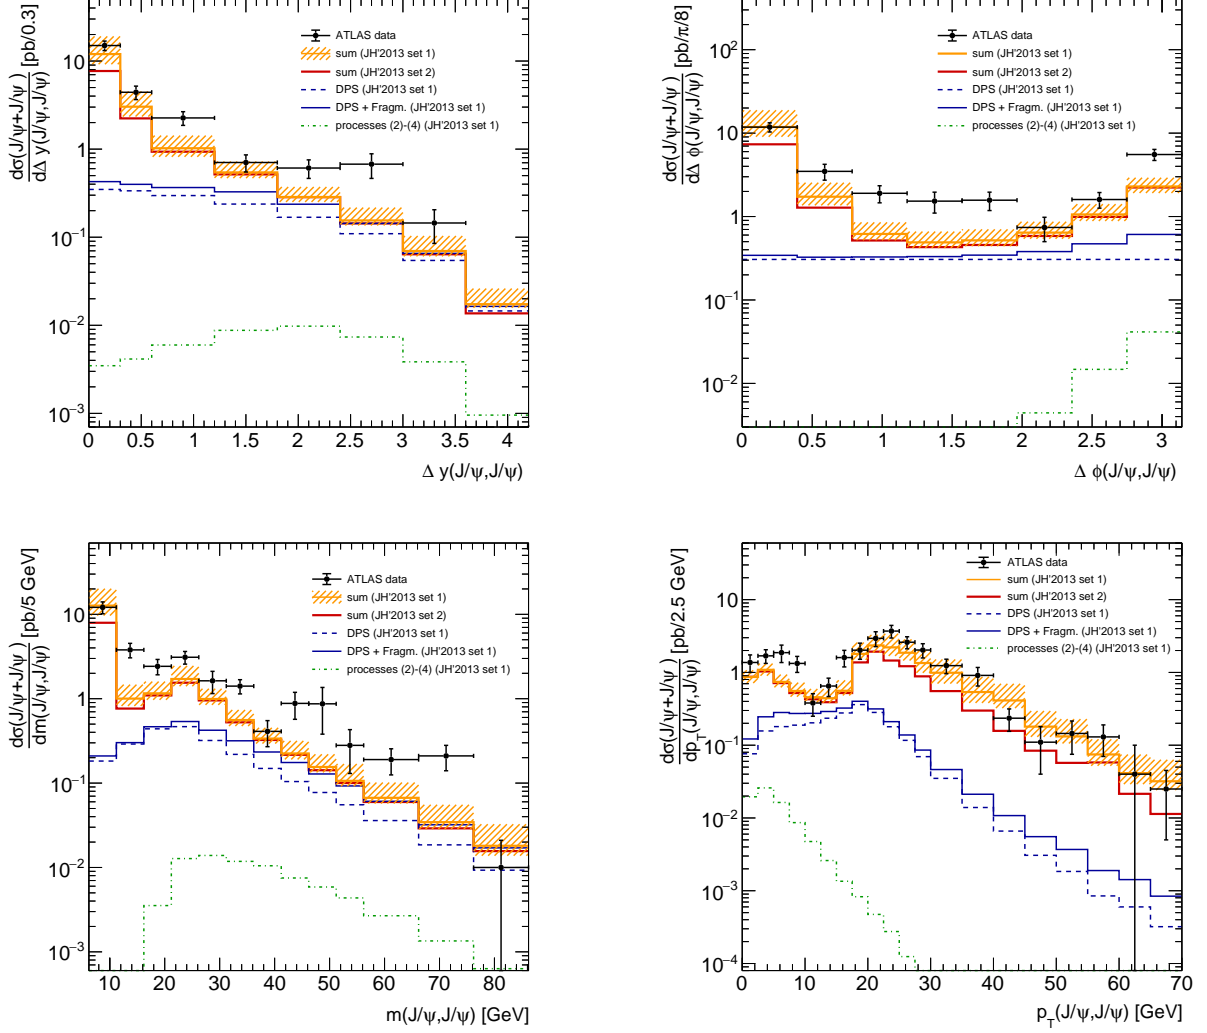 dσ(J/ψ+J/ψ)
dΔ y(J/ψ,J/ψ)
[pb/0.3]
ATLAS data
sum (JH'2013 set 1)
sum (JH'2013 set 2)
DPS (JH'2013 set 1)
DPS + Fragm. (JH'2013 set 1)
processes (2)-(4) (JH'2013 set 1)
10
1
10⁻¹
10⁻²
10⁻³
0 0.5 1 1.5 2 2.5 3 3.5 4
Δ y(J/ψ,J/ψ)
dσ(J/ψ+J/ψ)
dΔ ϕ(J/ψ,J/ψ)
[pb/π/8]
ATLAS data
sum (JH'2013 set 1)
sum (JH'2013 set 2)
DPS (JH'2013 set 1)
DPS + Fragm. (JH'2013 set 1)
processes (2)-(4) (JH'2013 set 1)
10²
10
1
10⁻¹
10⁻²
0 0.5 1 1.5 2 2.5 3
Δ ϕ(J/ψ,J/ψ)
dσ(J/ψ+J/ψ)
dm(J/ψ,J/ψ)
[pb/5 GeV]
ATLAS data
sum (JH'2013 set 1)
sum (JH'2013 set 2)
DPS (JH'2013 set 1)
DPS + Fragm. (JH'2013 set 1)
processes (2)-(4) (JH'2013 set 1)
10
1
10⁻¹
10⁻²
10⁻³
10 20 30 40 50 60 70 80
m(J/ψ,J/ψ) [GeV]
dσ(J/ψ+J/ψ)
dp_T(J/ψ,J/ψ)
[pb/2.5 GeV]
ATLAS data
sum (JH'2013 set 1)
sum (JH'2013 set 2)
DPS (JH'2013 set 1)
DPS + Fragm. (JH'2013 set 1)
processes (2)-(4) (JH'2013 set 1)
10²
10
1
10⁻¹
10⁻²
10⁻³
10⁻⁴
0 10 20 30 40 50 60 70
p_T(J/ψ,J/ψ) [GeV]